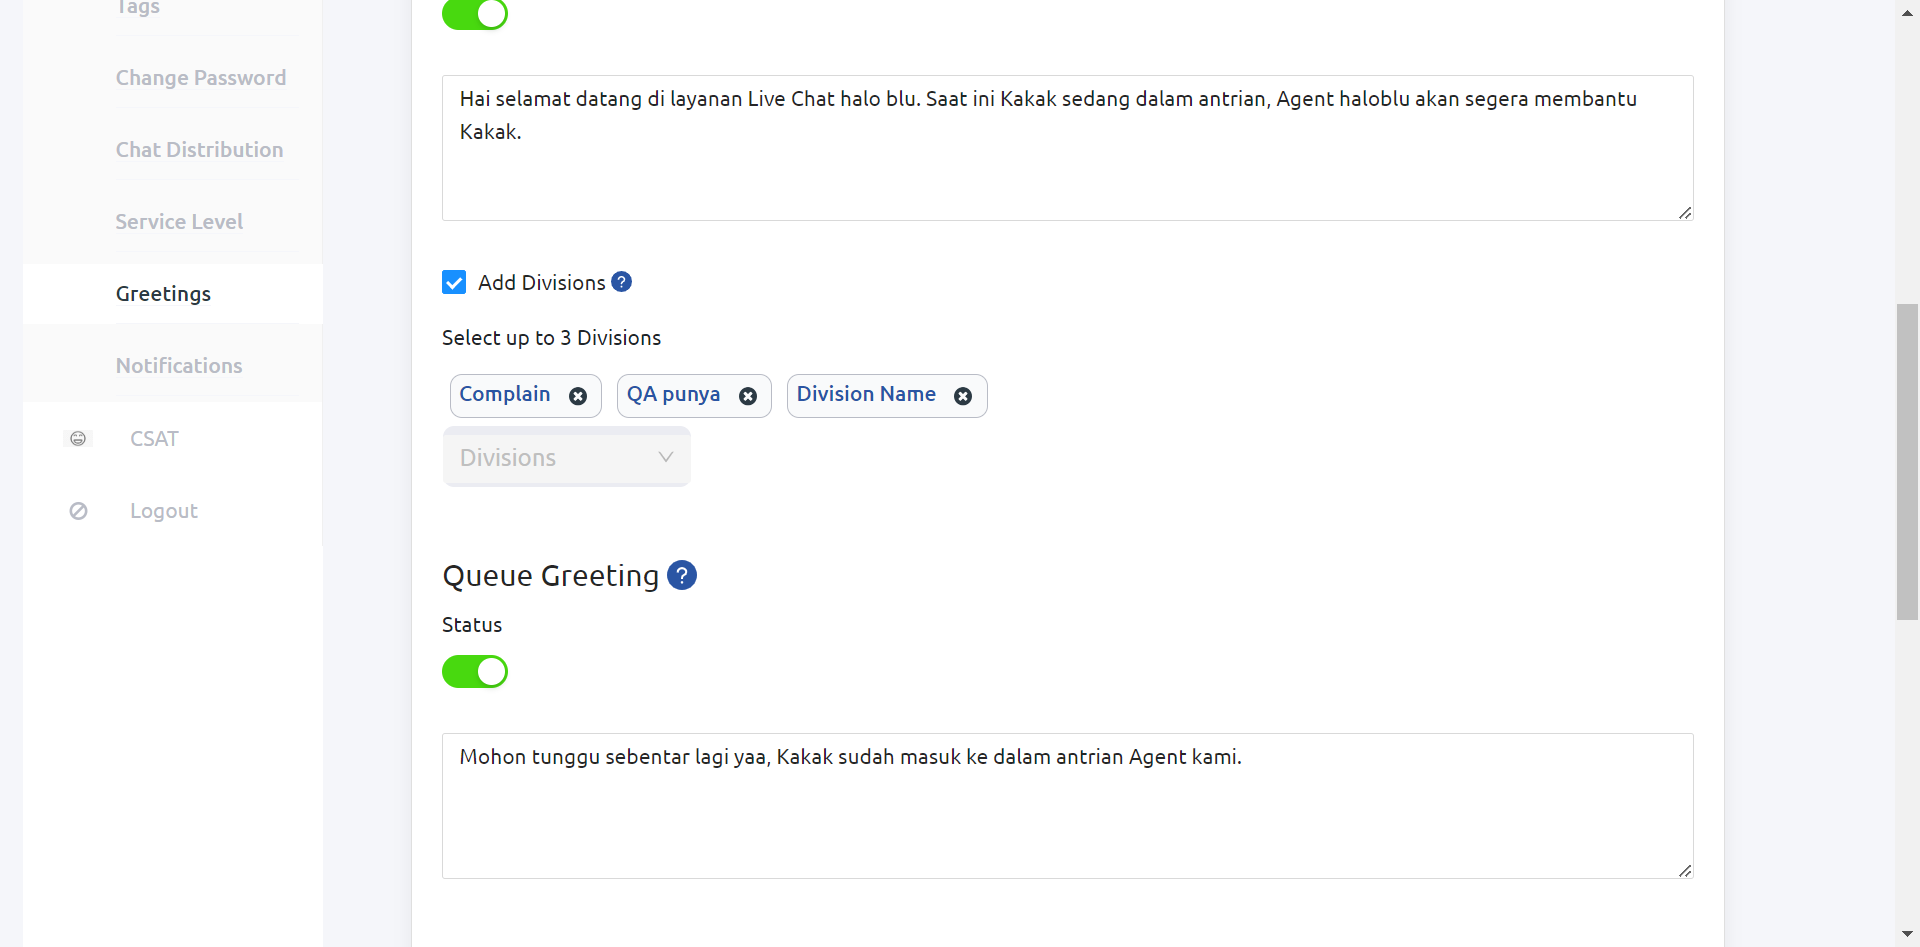 Tags
Change Password
Chat Distribution
Service Level
Greetings
Notifications
CSAT
Logout
Hai selamat datang di layanan Live Chat halo blu. Saat ini Kakak sedang dalam antrian, Agent haloblu akan segera membantu
Kakak.
Add Divisions ?
Select up to 3 Divisions
Complain QA punya Division Name
Divisions
Queue Greeting ?
Status
Mohon tunggu sebentar lagi yaa, Kakak sudah masuk ke dalam antrian Agent kami.